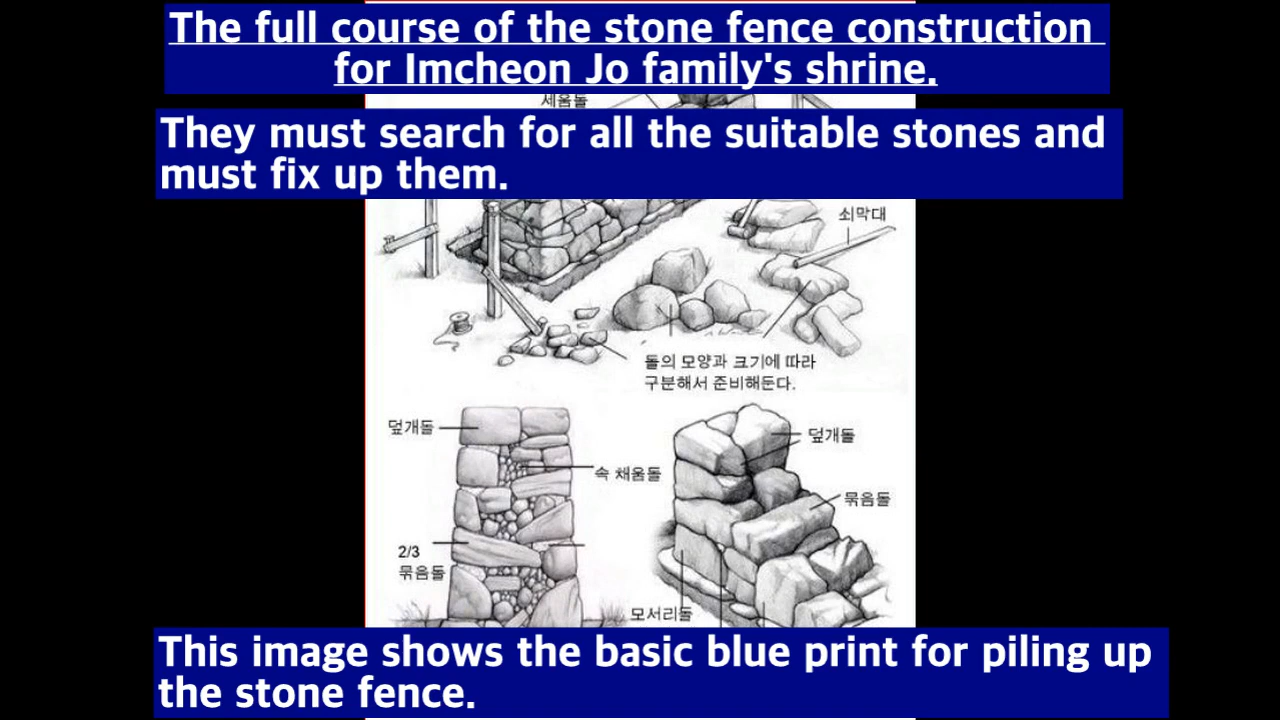 The full course of the stone fence construction
for Imcheon Jo family's shrine.
세움돌
They must search for all the suitable stones and
must fix up them.
쇠막대
돌의 모양과 크기에 따라
구분해서 준비해둔다.
덮개돌
덮개돌
속 채움돌
묶음돌
2/3
묶음돌
모서리돌
This image shows the basic blue print for piling up
the stone fence.